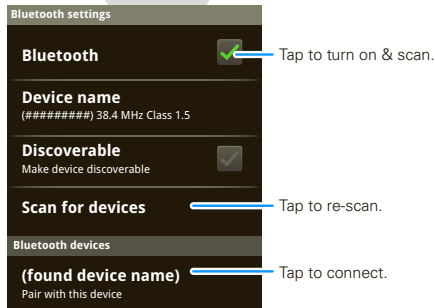 Bluetooth settings
Bluetooth
Tap to turn on & scan.
Device name
(#########) 38.4 MHz Class 1.5
Discoverable
Make device discoverable
Scan for devices
Tap to re-scan.
Bluetooth devices
(found device name)
Tap to connect.
Pair with this device